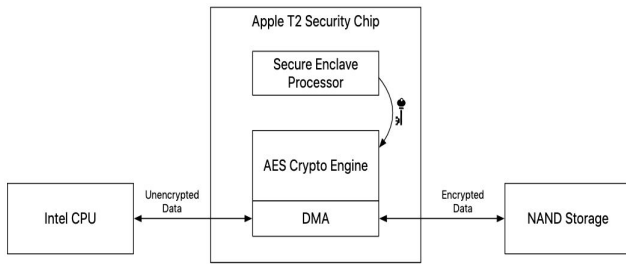 Apple T2 Security Chip
Secure Enclave
Processor
AES Crypto Engine
Unencrypted
Data
Encrypted
Data
Intel CPU
DMA
NAND Storage